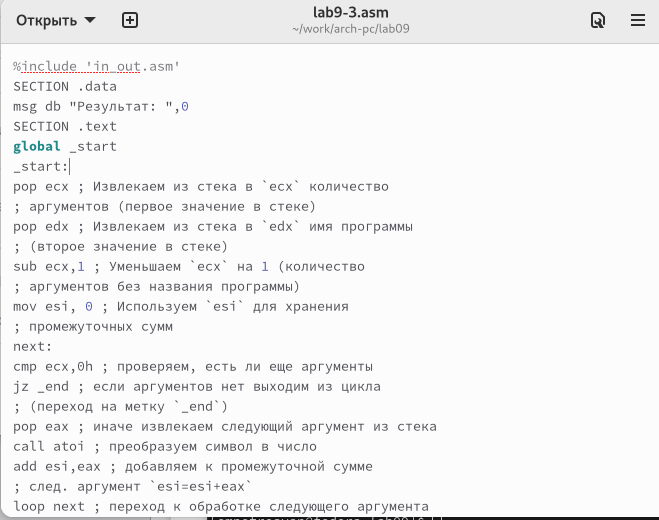 Открыть
lab9-3.asm
~/work/arch-pc/lab09
%include 'in_out.asm'
SECTION .data
msg db "Результат: ",0
SECTION .text
global _start
_start:
pop ecx ; Извлекаем из стека в `ecx` количество
; аргументов (первое значение в стеке)
pop edx ; Извлекаем из стека в `edx` имя программы
; (второе значение в стеке)
sub ecx,1 ; Уменьшаем `ecx` на 1 (количество
; аргументов без названия программы)
mov esi, 0 ; Используем `esi` для хранения
; промежуточных сумм
next:
cmp ecx,0h ; проверяем, есть ли еще аргументы
jz _end ; если аргументов нет выходим из цикла
; (переход на метку `_end`)
pop eax ; иначе извлекаем следующий аргумент из стека
call atoi ; преобразуем символ в число
add esi,eax ; добавляем к промежуточной сумме
; след. аргумент `esi=esi+eax`
loop next ; переход к обработке следующего аргумента